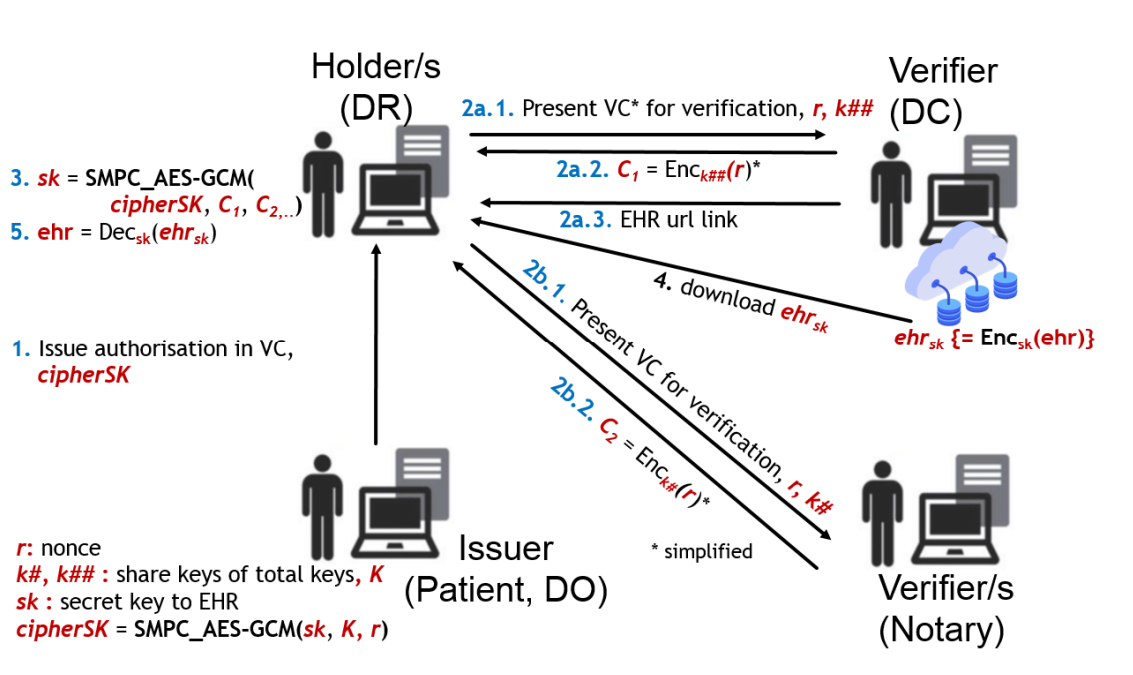 Holder/s
(DR)
Verifier
(DC)
2a.1. Present VC* for verification, r, k##
2a.2. C1 = Enck##(r)*
2a.3. EHR url link
3. sk = SMPC_AES-GCM(
cipherSK, C1, C2,..)
5. ehr = Decsk(ehrsk)
4. download ehrsk
ehrsk {= Encsk(ehr)}
2b.1. Present VC for verification, r, k#
2b.2. C2 = Enck#(r)*
1. Issue authorisation in VC,
cipherSK
* simplified
Issuer
(Patient, DO)
Verifier/s
(Notary)
r: nonce
k#, k## : share keys of total keys, K
sk : secret key to EHR
cipherSK = SMPC_AES-GCM(sk, K, r)